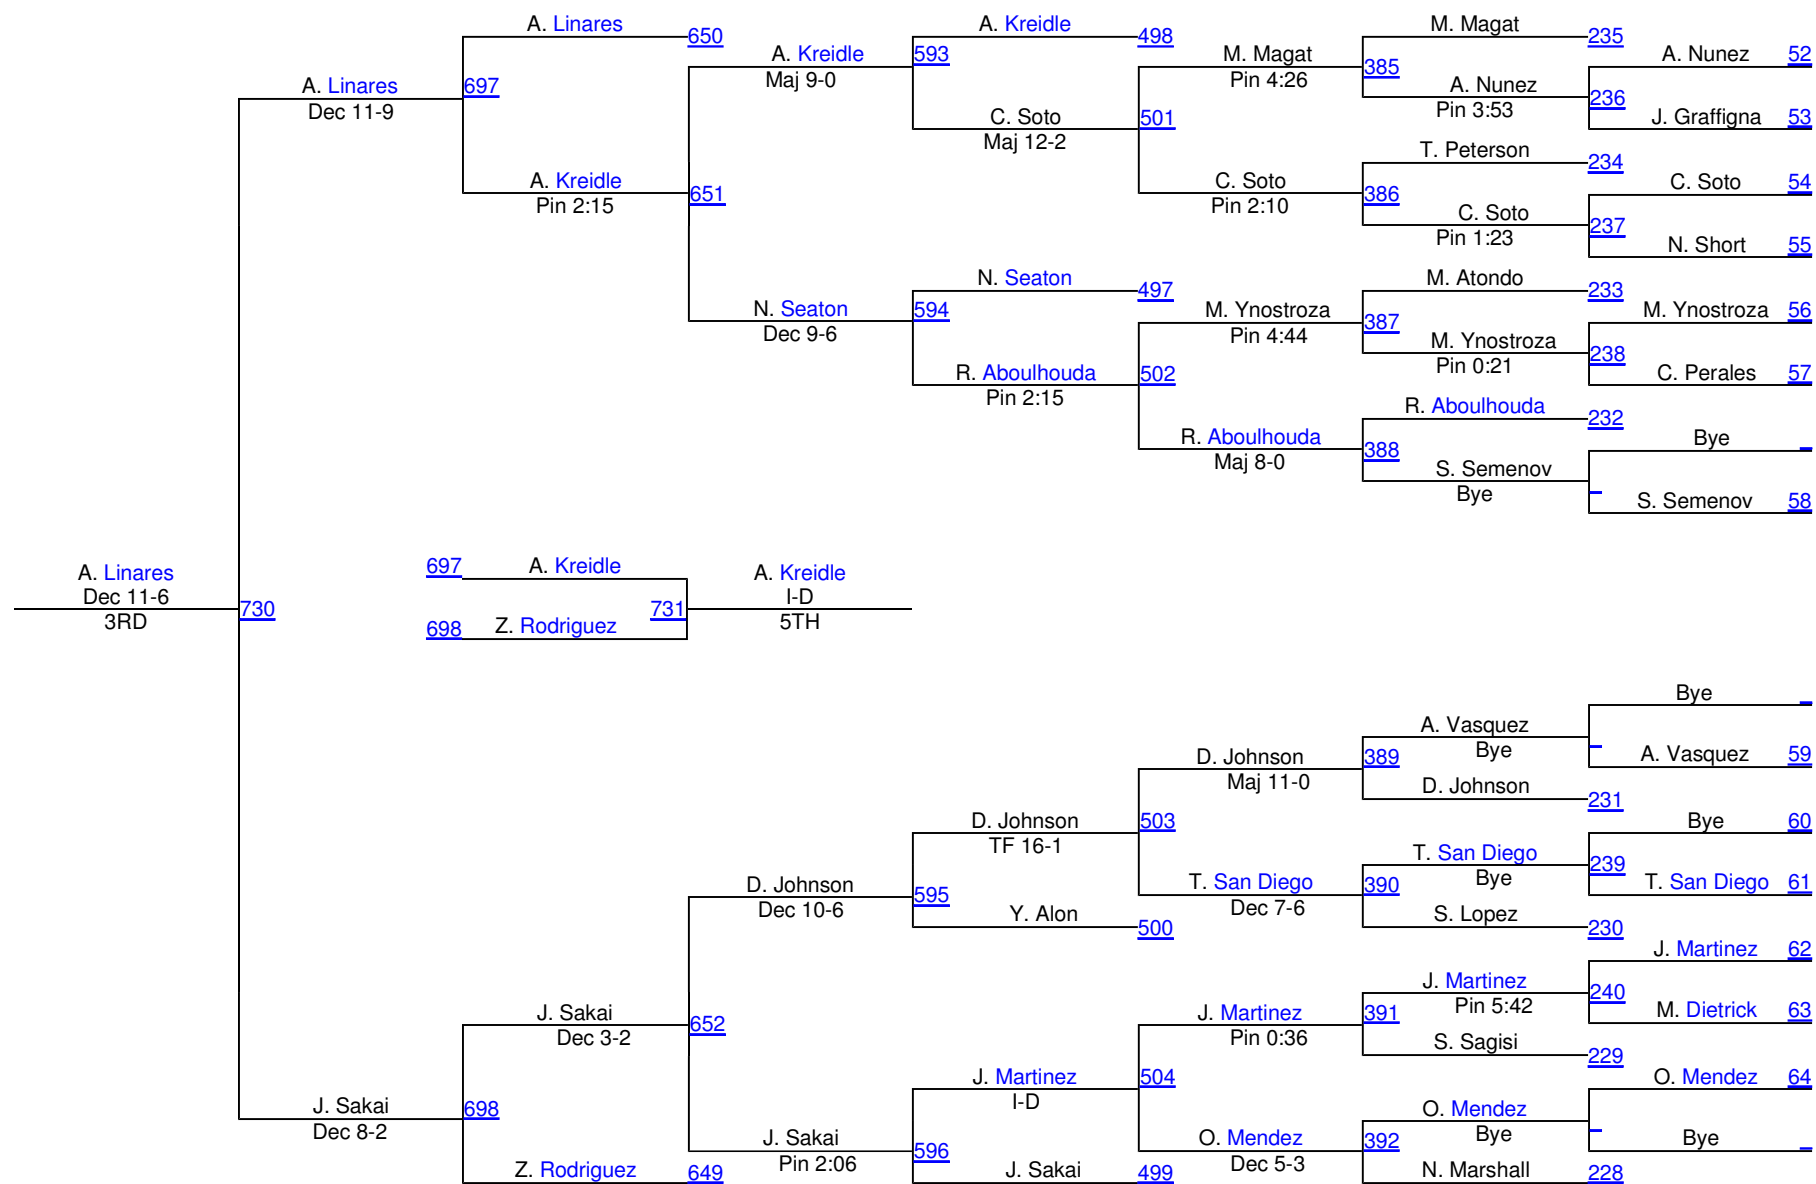 A. Linares 650
A. Kreidle 498
M. Magat 235
A. Kreidle 593
M. Magat 385
A. Nunez 52
Maj 9-0
Pin 4:26
A. Linares 697
A. Nunez 236
Dec 11-9
Pin 3:53
C. Soto 501
J. Graffigna 53
Maj 12-2
T. Peterson 234
A. Kreidle 651
C. Soto 386
C. Soto 54
Pin 2:15
Pin 2:10
C. Soto 237
Pin 1:23
N. Short 55
N. Seaton 497
M. Atondo 233
N. Seaton 594
M. Ynostroza 387
M. Ynostroza 56
Dec 9-6
Pin 4:44
M. Ynostroza 238
Pin 0:21
R. Aboulhouda 502
C. Perales 57
Pin 2:15
R. Aboulhouda 232
R. Aboulhouda 388
Bye
Maj 8-0
S. Semenov
Bye
S. Semenov 58
697 A. Kreidle
A. Linares
A. Kreidle
Dec 11-6
I-D
730
731
3RD
5TH
698 Z. Rodriguez
Bye
A. Vasquez
Bye
D. Johnson 389
A. Vasquez 59
Maj 11-0
D. Johnson 231
D. Johnson 503
Bye 60
TF 16-1
T. San Diego 239
Bye
D. Johnson 595
T. San Diego 390
T. San Diego 61
Dec 10-6
Dec 7-6
Y. Alon 500
S. Lopez 230
J. Martinez 62
J. Martinez 240
Pin 5:42
J. Sakai 652
J. Martinez 391
M. Dietrick 63
Dec 3-2
Pin 0:36
S. Sagisi 229
J. Martinez 504
O. Mendez 64
I-D
J. Sakai 698
O. Mendez
Dec 8-2
Bye
J. Sakai 596
O. Mendez 392
Bye
Pin 2:06
Dec 5-3
Z. Rodriguez 649
J. Sakai 499
N. Marshall 228